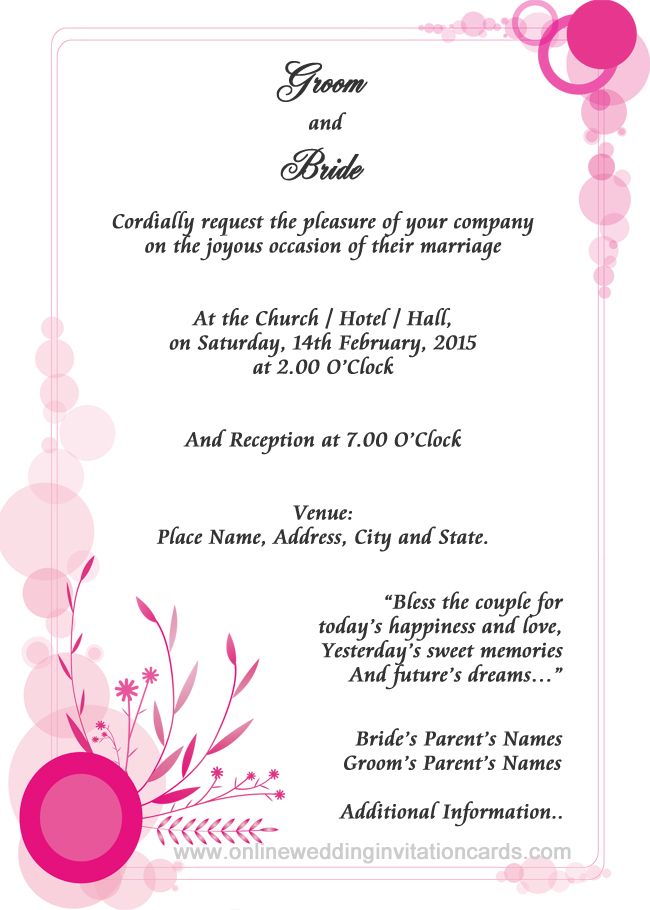 Groom
and
Bride
Cordially request the pleasure of your company
on the joyous occasion of their marriage
At the Church / Hotel / Hall,
on Saturday, 14th February, 2015
at 2.00 O’Clock
And Reception at 7.00 O’Clock
Venue:
Place Name, Address, City and State.
“Bless the couple for
today’s happiness and love,
Yesterday’s sweet memories
And future’s dreams…”
Bride’s Parent’s Names
Groom’s Parent’s Names
Additional Information..
www.onlineweddinginvitationcards.com